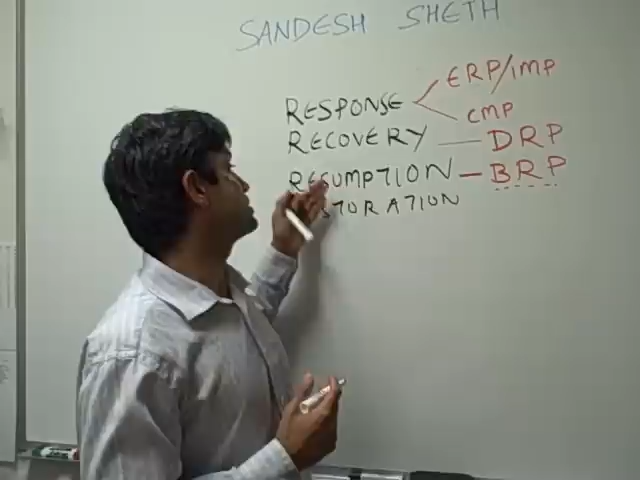 SANDESH SHETH
RESPONSE ERP/IMP
CMP
RECOVERY — DRP
RESUMPTION — BRP
STORATION